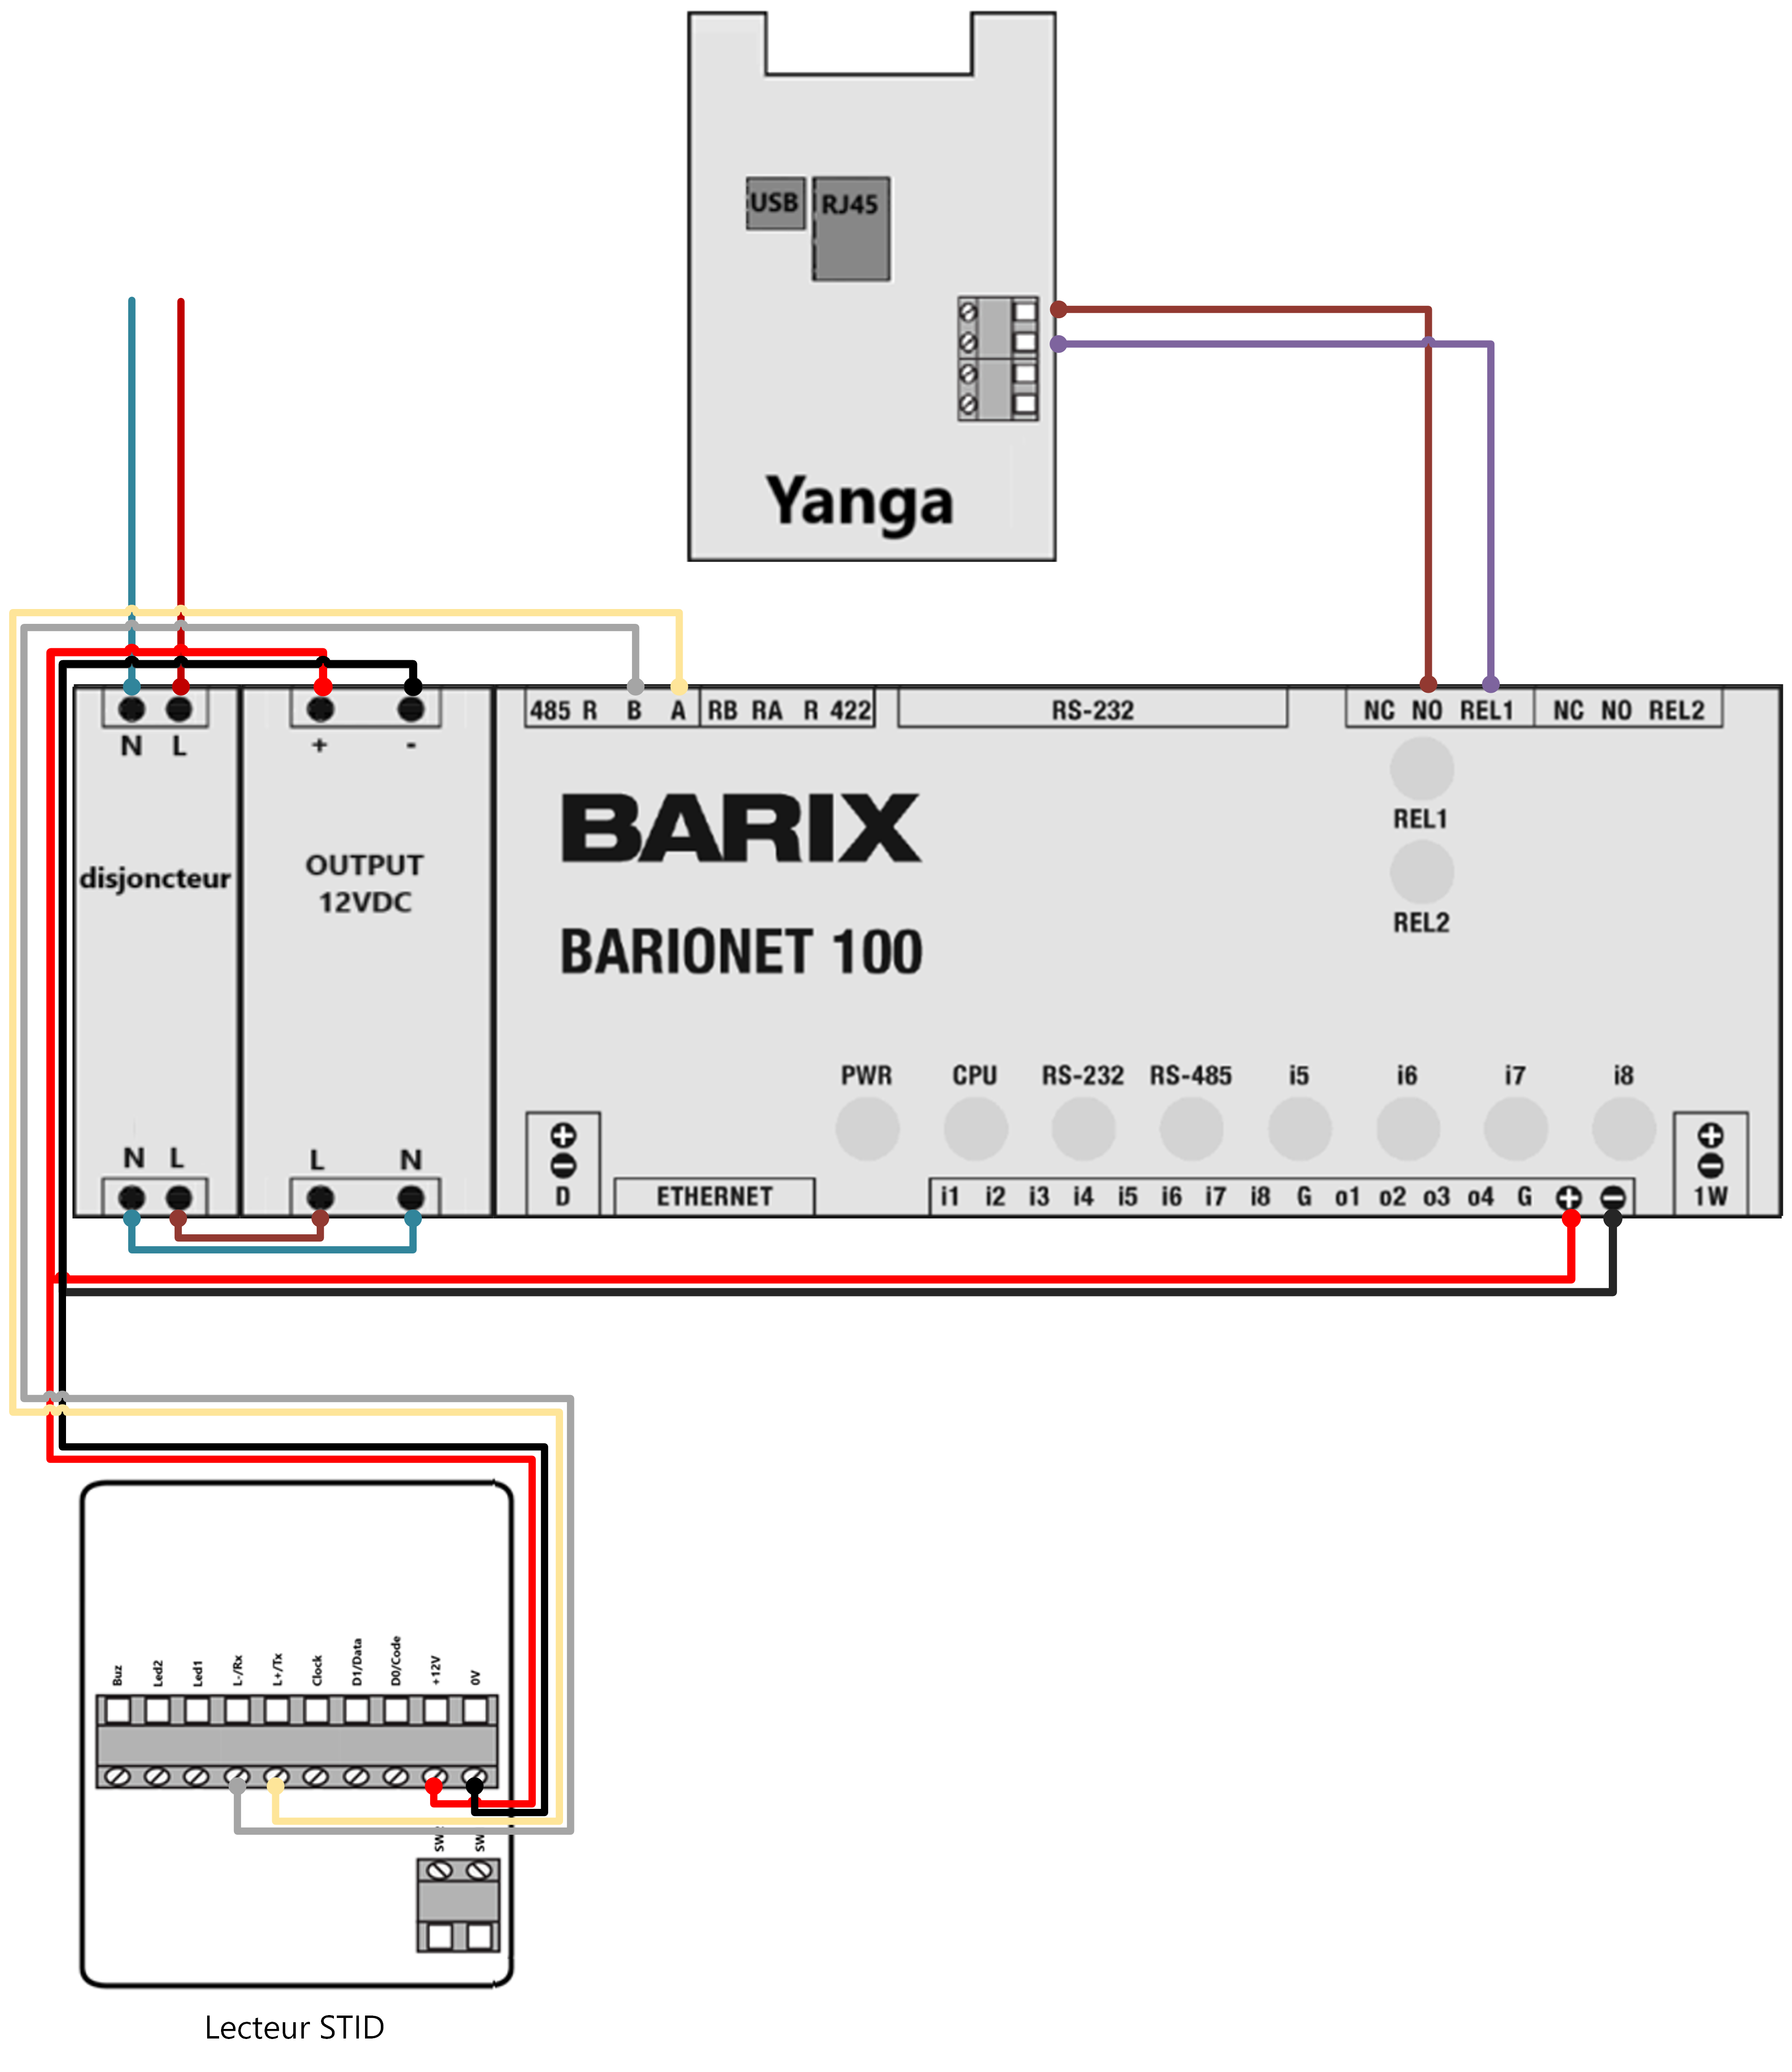 USB RJ45
Yanga
485 R B A RB RA R 422 RS-232 NC NO REL1 NC NO REL2
N L + -
REL1
REL2
disjoncteur
OUTPUT
12VDC
BARIX
BARIONET 100
PWR CPU RS-232 RS-485 i5 i6 i7 i8
N L L N
D ETHERNET i1 i2 i3 i4 i5 i6 i7 i8 G o1 o2 o3 o4 G + - 1W
Buz Led2 Led1 L-/Rx L+/Tx Clock D1/Data D0/Code +12V 0V
Lecteur STID